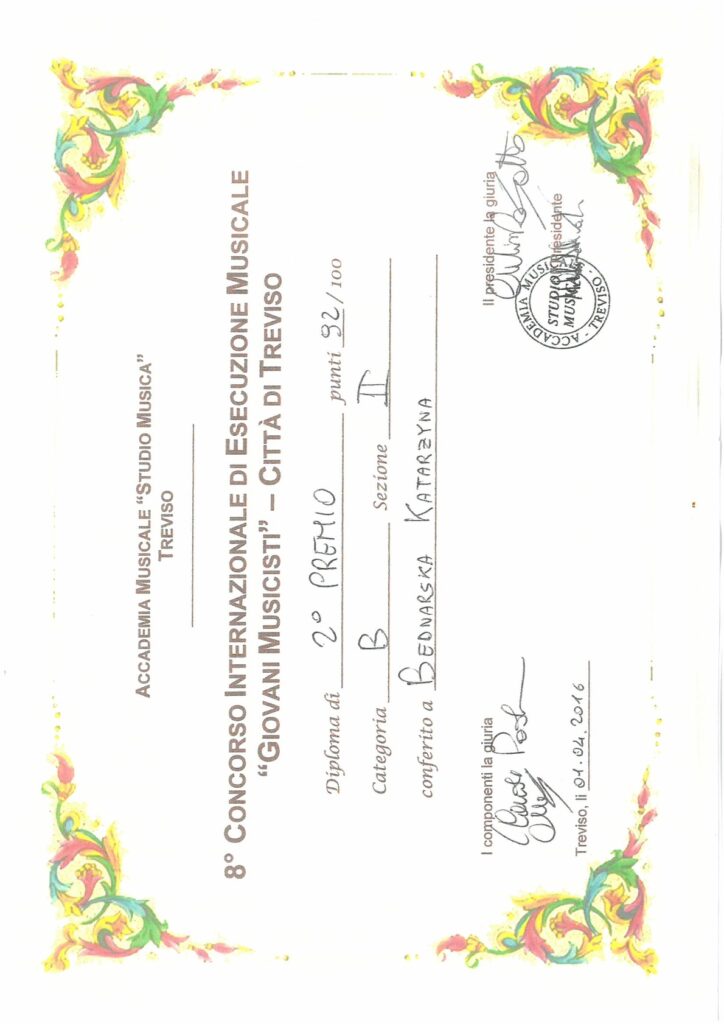 ACCADEMIA MUSICALE "STUDIO MUSICA"
TREVISO
8° CONCORSO INTERNAZIONALE DI ESECUZIONE MUSICALE
"GIOVANI MUSICISTI" – CITTÀ DI TREVISO
Diploma di 2° PREMIO punti 92/100
Categoria B Sezione II
conferito a BEDNARSKA KATARZYNA
I componenti la giuria
Il presidente la giuria
Il Presidente
ACCADEMIA MUSICALE - TREVISO -
STUDIO
MUSICA
Treviso, lì 01.04.2016